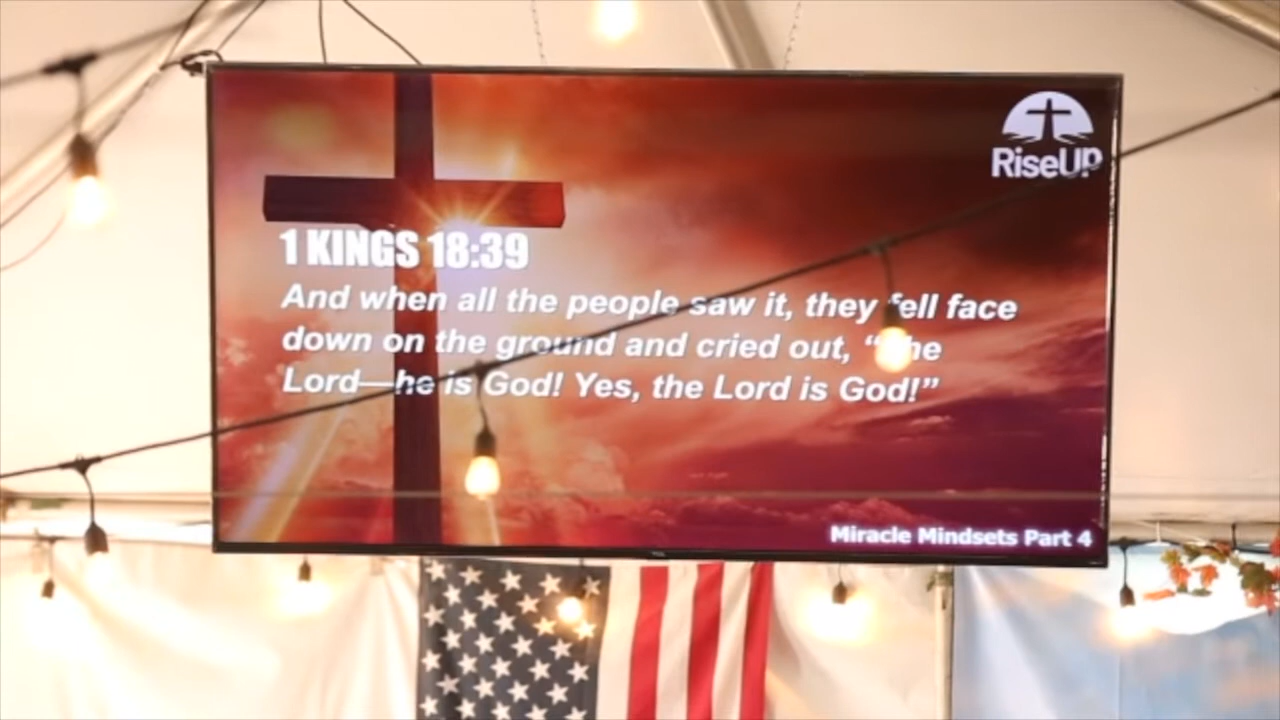 RiseUP
1 KINGS 18:39
And when all the people saw it, they fell face
down on the ground and cried out, “The
Lord—he is God! Yes, the Lord is God!”
Miracle Mindsets Part 4
TCL